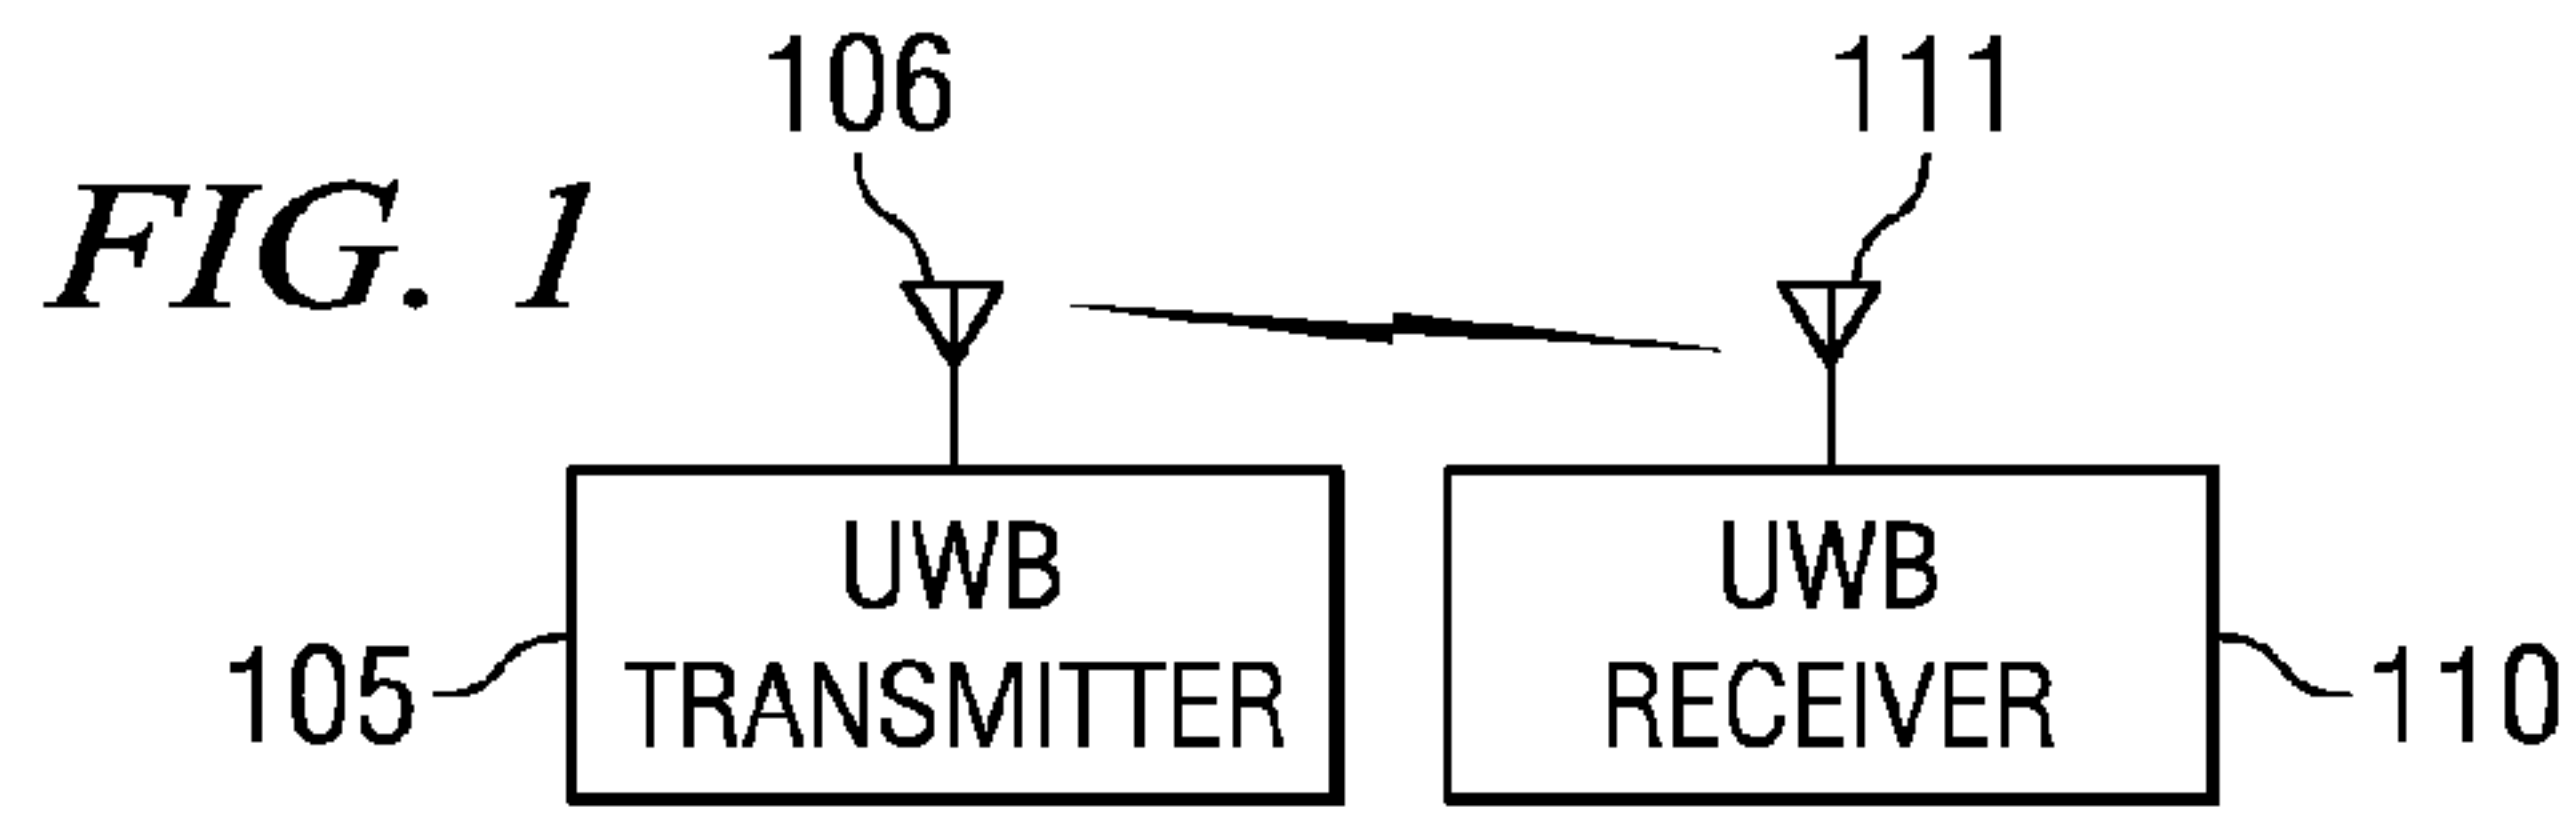 106
111
FIG. 1
UWB
TRANSMITTER
UWB
RECEIVER
105
110